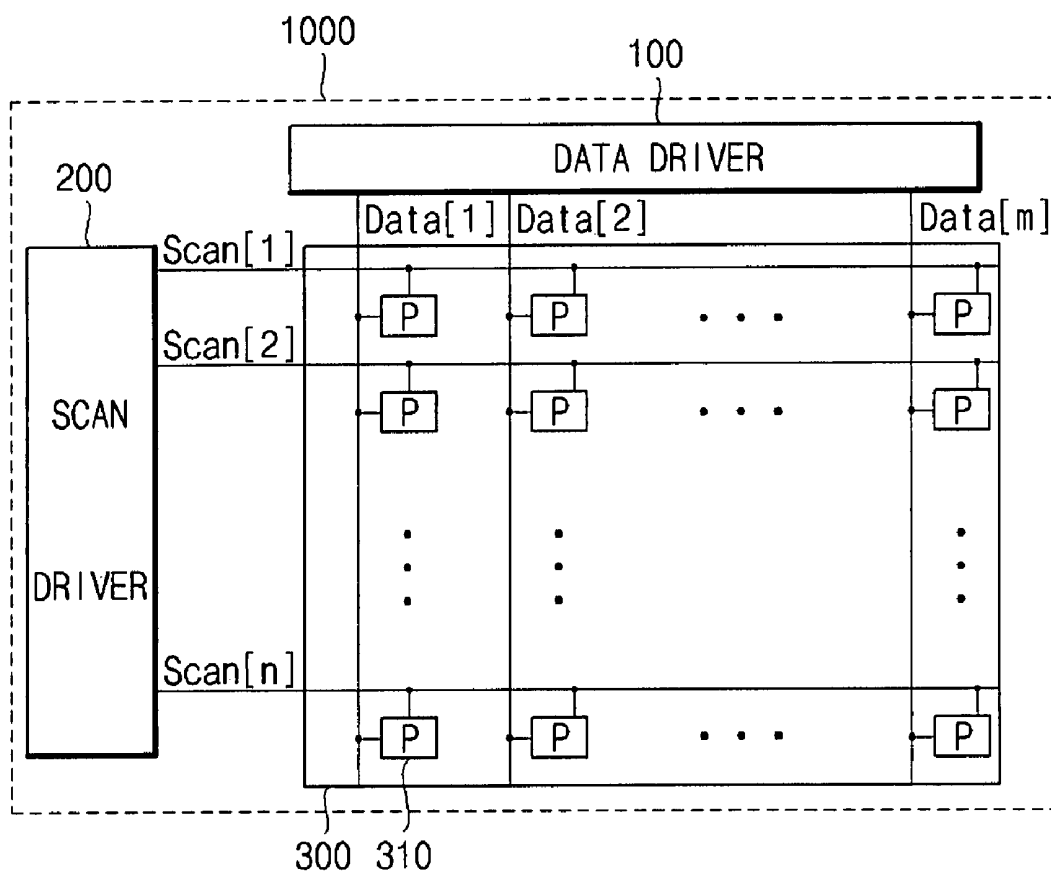 1000
100
DATA DRIVER
200
Data[1] Data[2] Data[m]
Scan[1]
P P P
Scan[2]
P P P
SCAN
DRIVER
Scan[n]
P P P
300 310